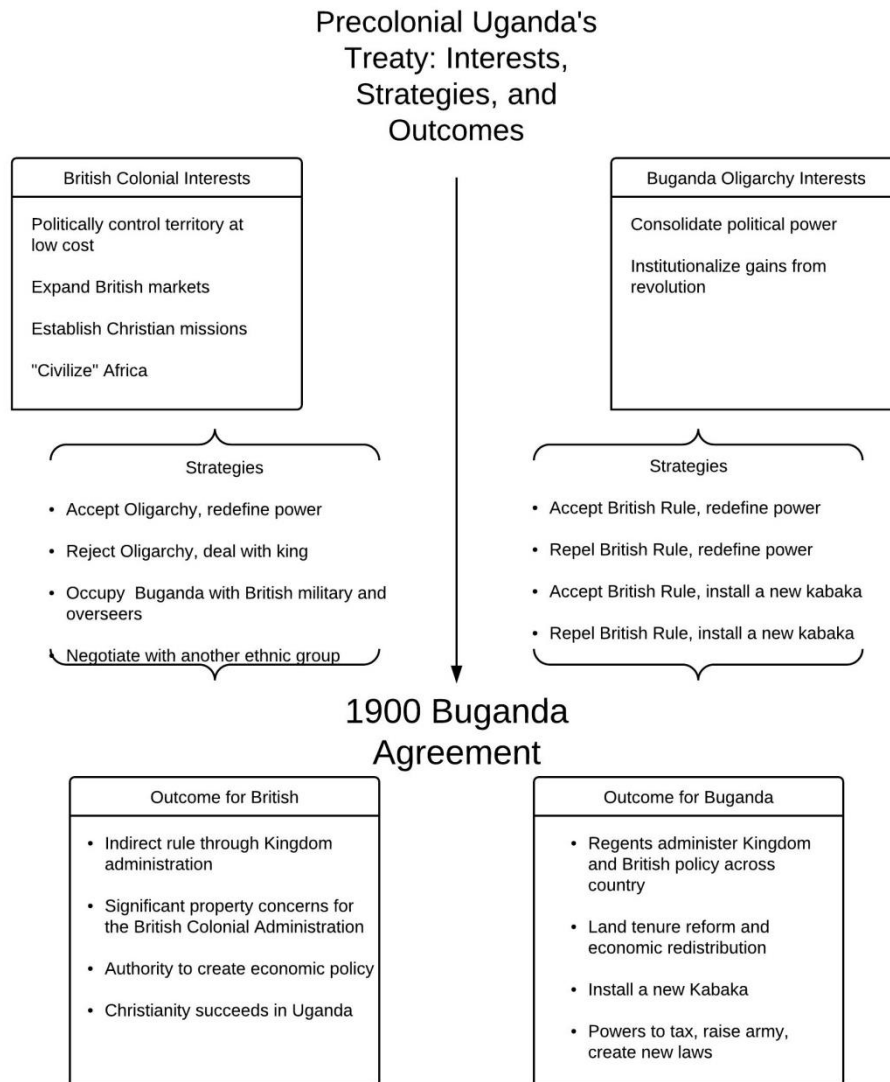 Precolonial Uganda's
Treaty: Interests,
Strategies, and
Outcomes
British Colonial Interests
Politically control territory at
low cost
Expand British markets
Establish Christian missions
"Civilize" Africa
Buganda Oligarchy Interests
Consolidate political power
Institutionalize gains from
revolution
Strategies
• Accept Oligarchy, redefine power
• Reject Oligarchy, deal with king
• Occupy Buganda with British military and
overseers
• Negotiate with another ethnic group
Strategies
• Accept British Rule, redefine power
• Repel British Rule, redefine power
• Accept British Rule, install a new kabaka
• Repel British Rule, install a new kabaka
1900 Buganda
Agreement
Outcome for British
• Indirect rule through Kingdom
administration
• Significant property concerns for
the British Colonial Administration
• Authority to create economic policy
• Christianity succeeds in Uganda
Outcome for Buganda
• Regents administer Kingdom
and British policy across
country
• Land tenure reform and
economic redistribution
• Install a new Kabaka
• Powers to tax, raise army,
create new laws